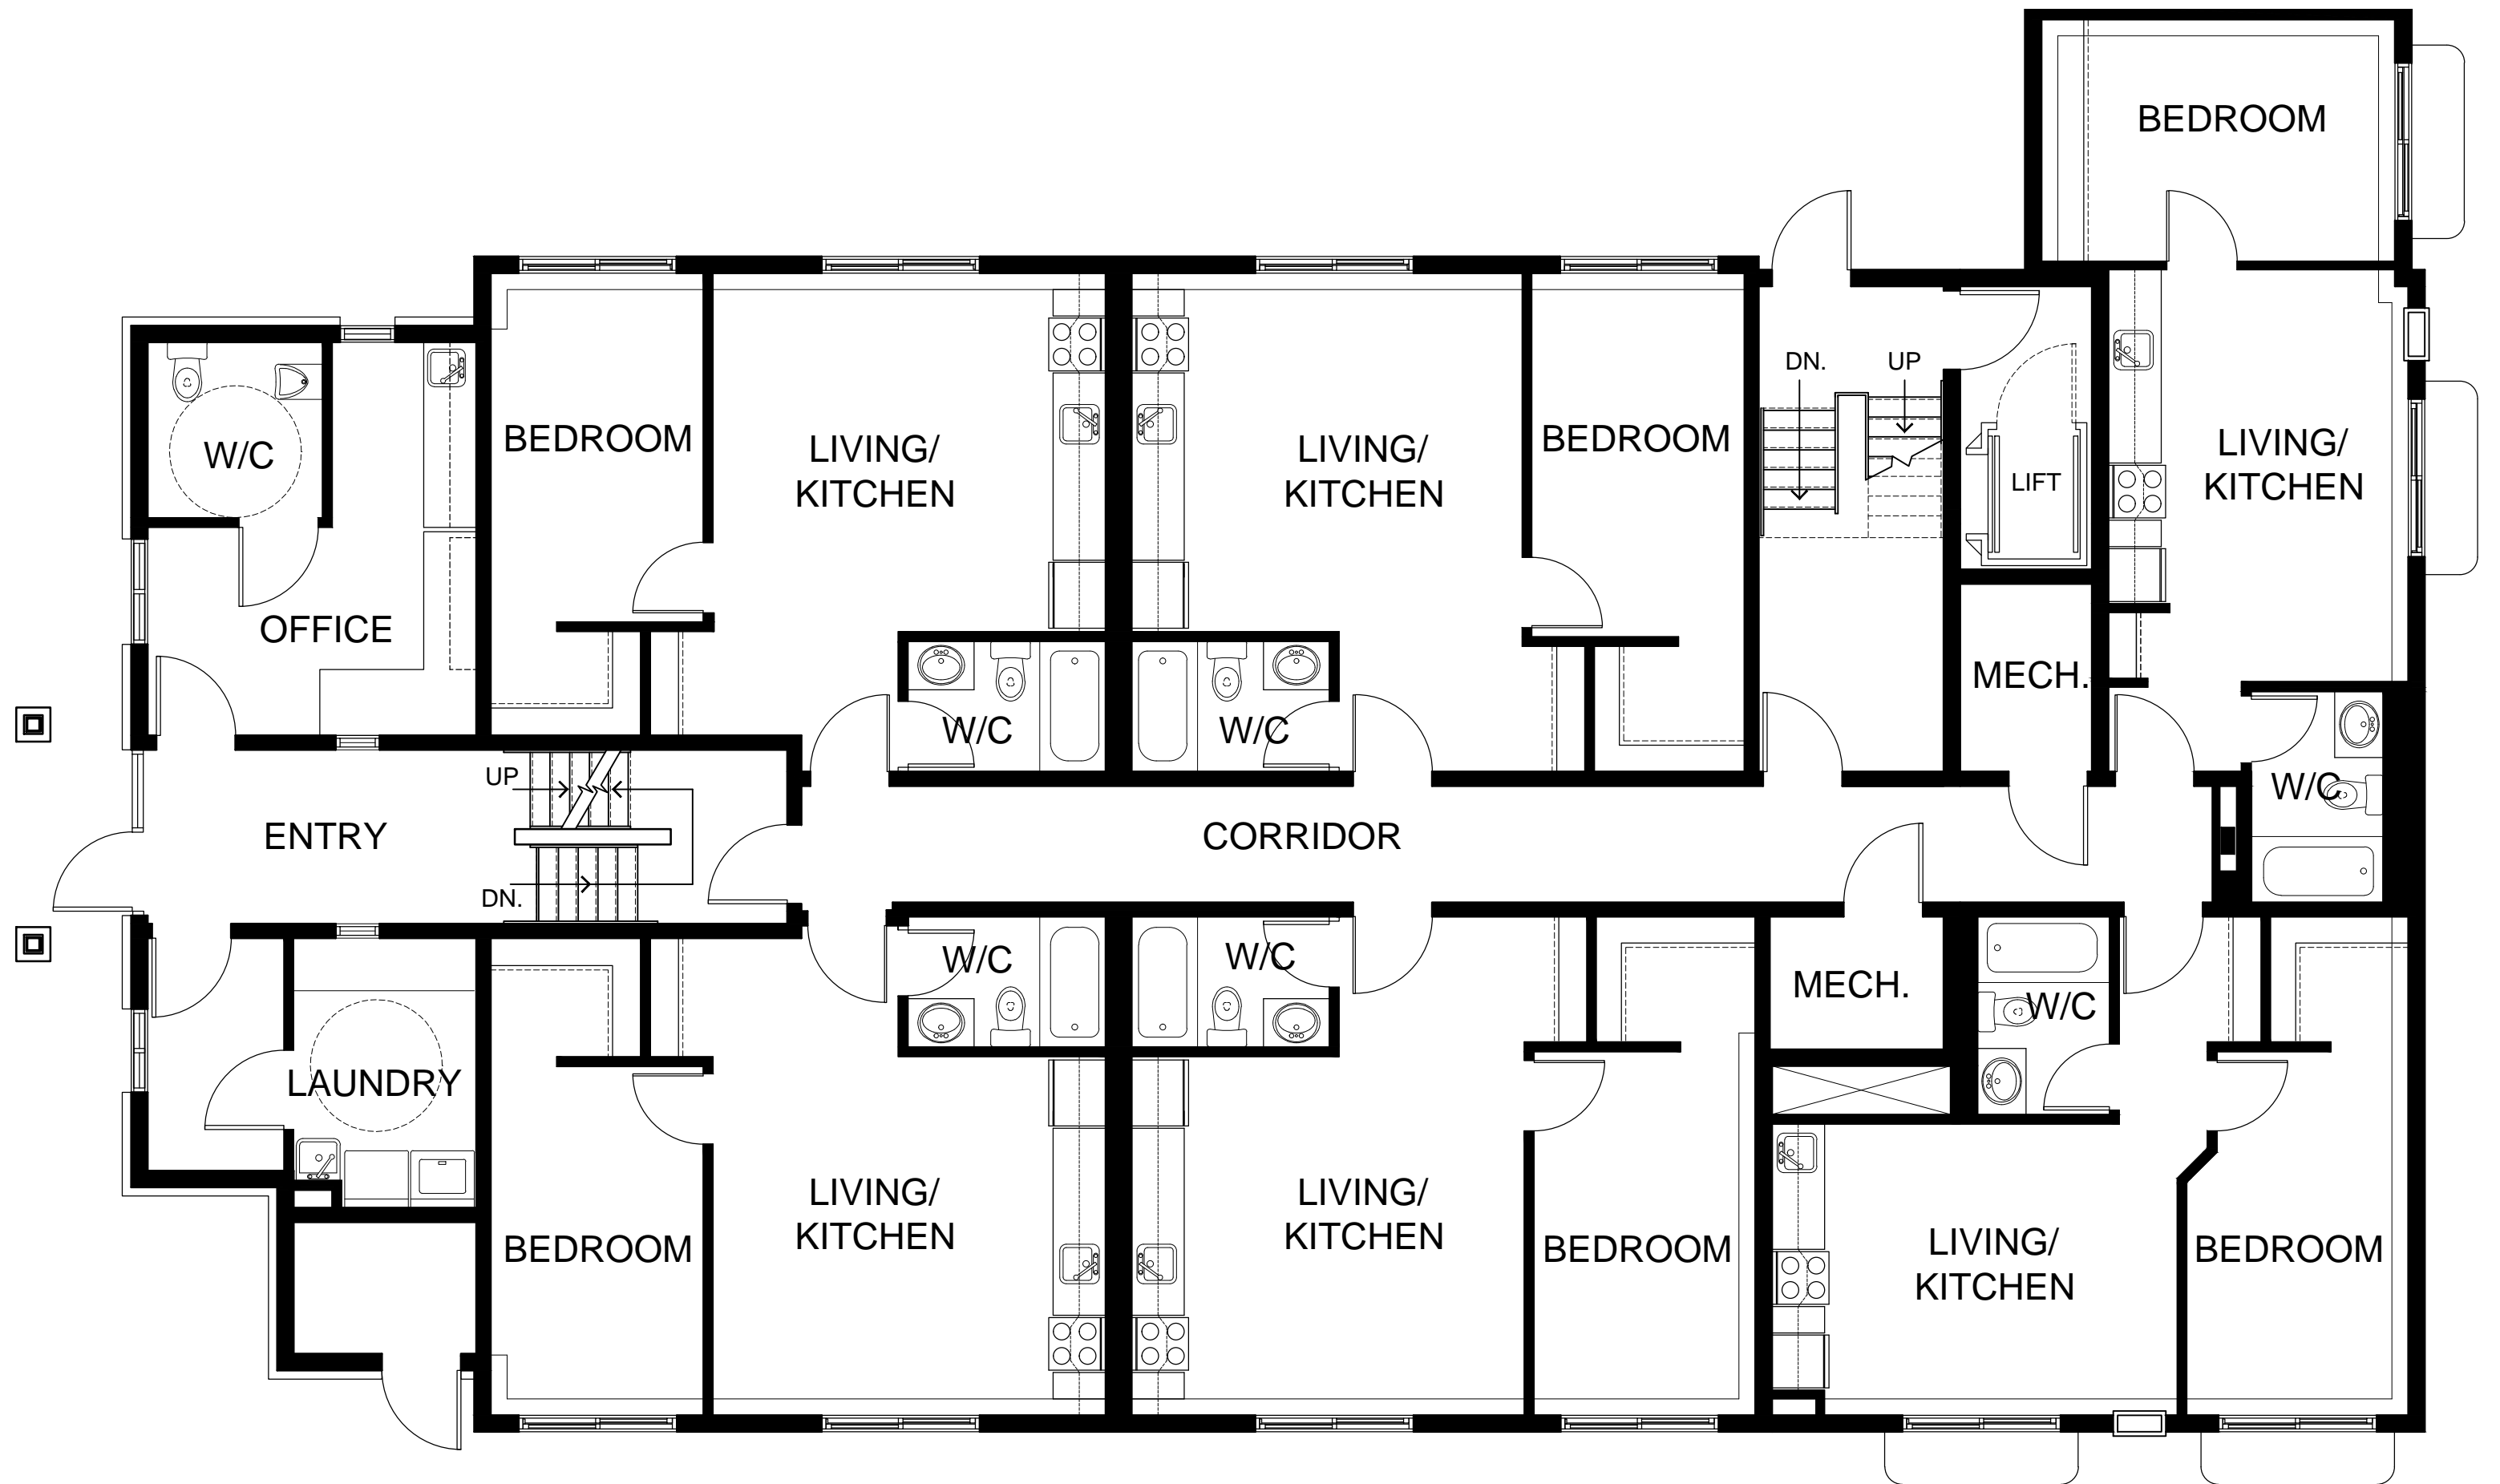 BEDROOM
DN.
UP
BEDROOM
BEDROOM
LIVING/
KITCHEN
LIVING/
KITCHEN
LIVING/
KITCHEN
W/C
LIFT
OFFICE
MECH.
W/C
W/C
UP
W/C
ENTRY
CORRIDOR
DN.
W/C
W/C
MECH.
W/C
LAUNDRY
LIVING/
KITCHEN
LIVING/
KITCHEN
BEDROOM
BEDROOM
LIVING/
KITCHEN
BEDROOM